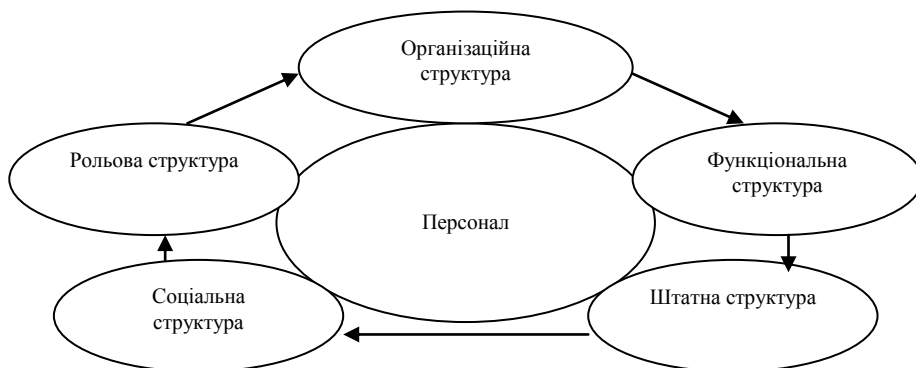 Організаційна
структура
Рольова структура
Функціональна
структура
Персонал
Соціальна
структура
Штатна структура